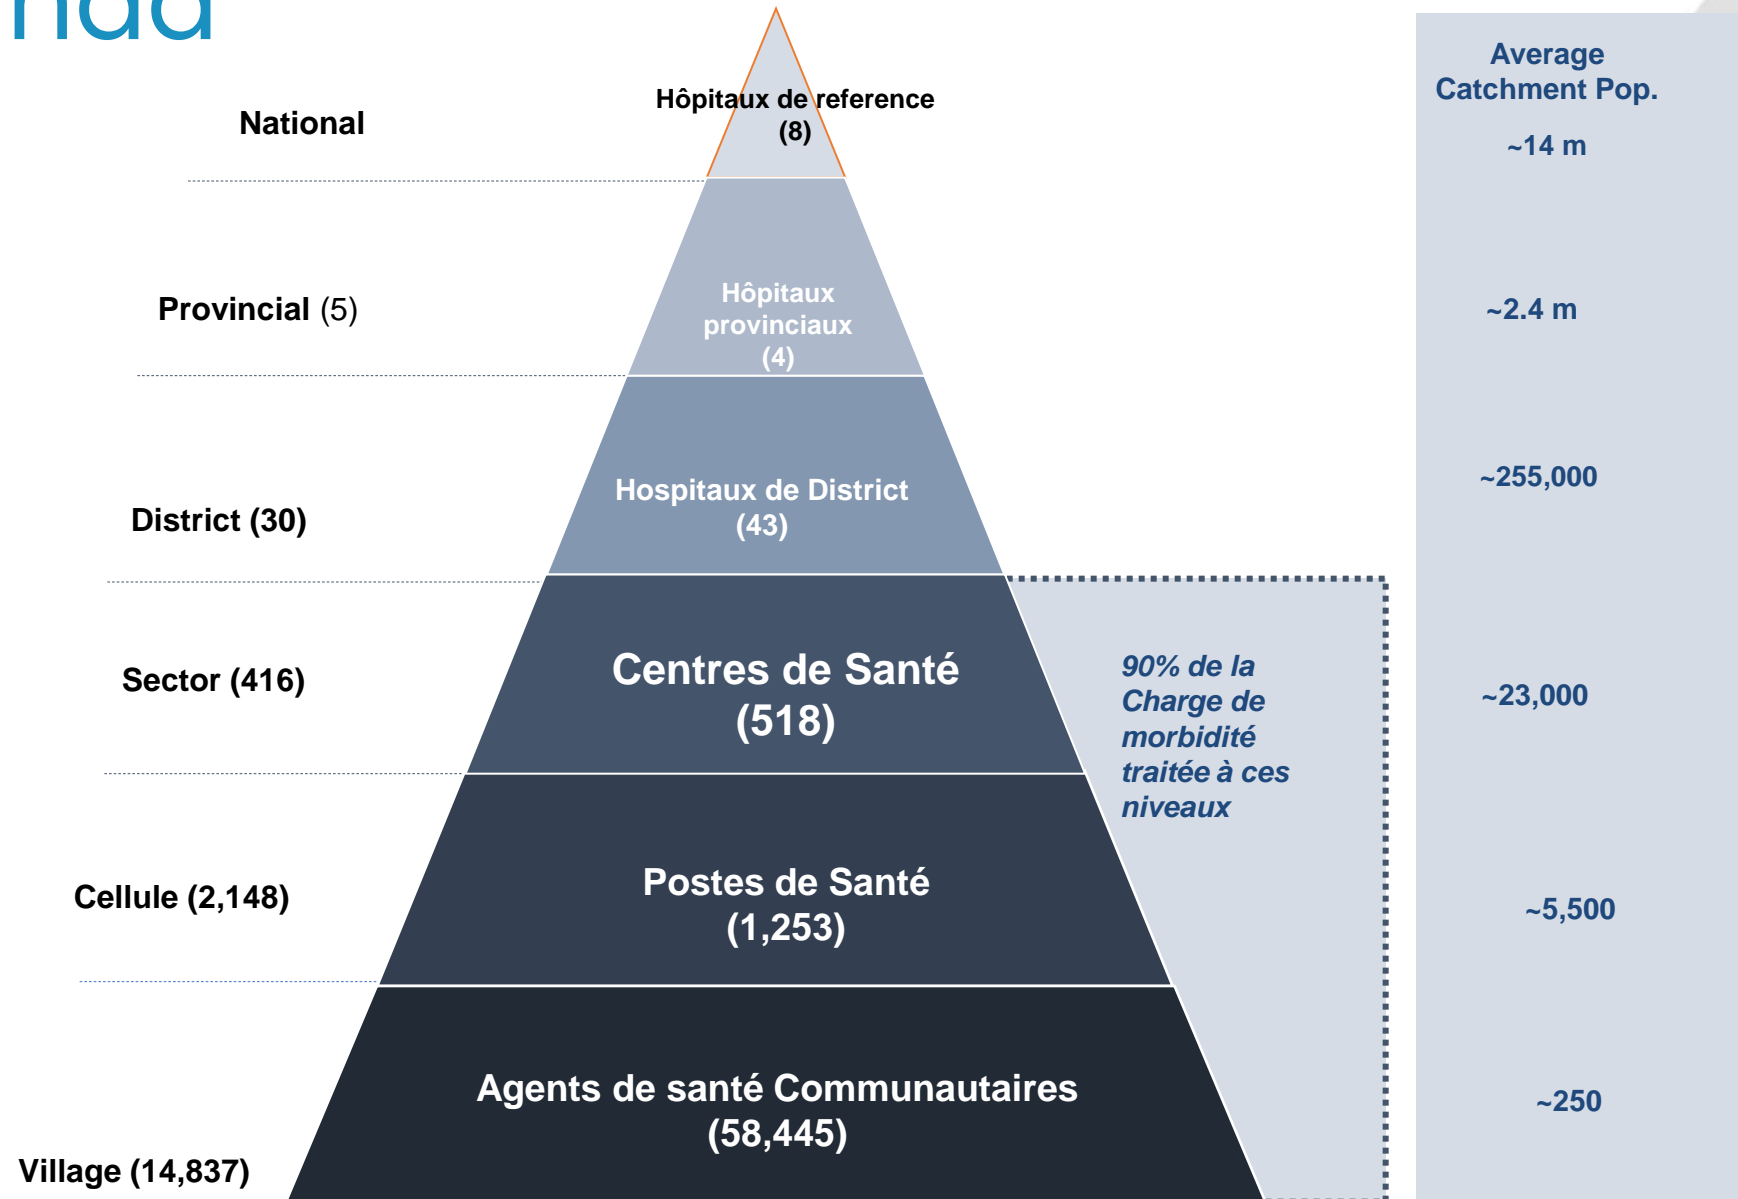 National
Hôpitaux de reference
(8)
Average
Catchment Pop.
~14 m
Provincial (5)
Hôpitaux
provinciaux
(4)
~2.4 m
District (30)
Hospitaux de District
(43)
~255,000
Sector (416)
Centres de Santé
(518)
90% de la
Charge de
morbidité
traitée à ces
niveaux
~23,000
Cellule (2,148)
Postes de Santé
(1,253)
~5,500
Village (14,837)
Agents de santé Communautaires
(58,445)
~250